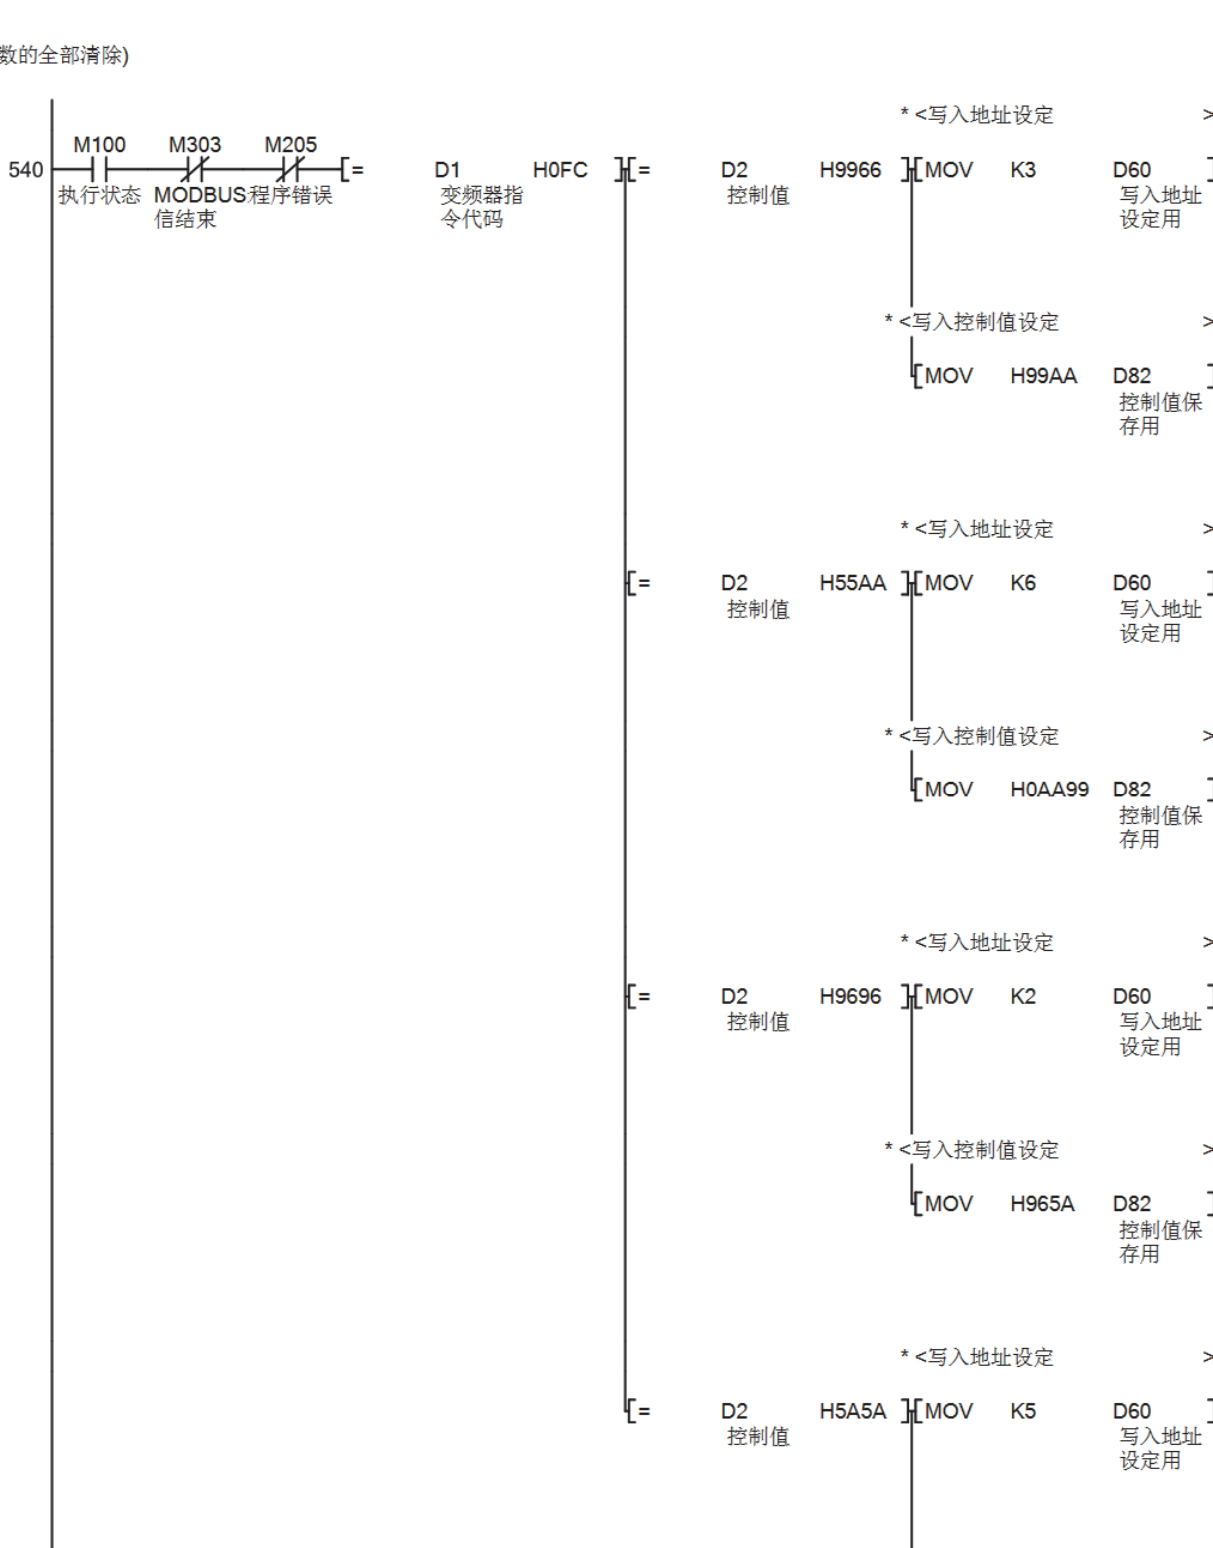 数的全部清除)
* <写入地址设定 >
M100 M303 M205
540 [= D1 H0FC ] [= D2 H9966 ] [MOV K3 D60 ]
执行状态 MODBUS 程序错误 变频器指 控制值 写入地址
信结束 令代码 设定用
* <写入控制值设定 >
[MOV H99AA D82 ]
控制值保
存用
* <写入地址设定 >
[= D2 H55AA ] [MOV K6 D60 ]
控制值 写入地址
设定用
* <写入控制值设定 >
[MOV H0AA99 D82 ]
控制值保
存用
* <写入地址设定 >
[= D2 H9696 ] [MOV K2 D60 ]
控制值 写入地址
设定用
* <写入控制值设定 >
[MOV H965A D82 ]
控制值保
存用
* <写入地址设定 >
[= D2 H5A5A ] [MOV K5 D60 ]
控制值 写入地址
设定用